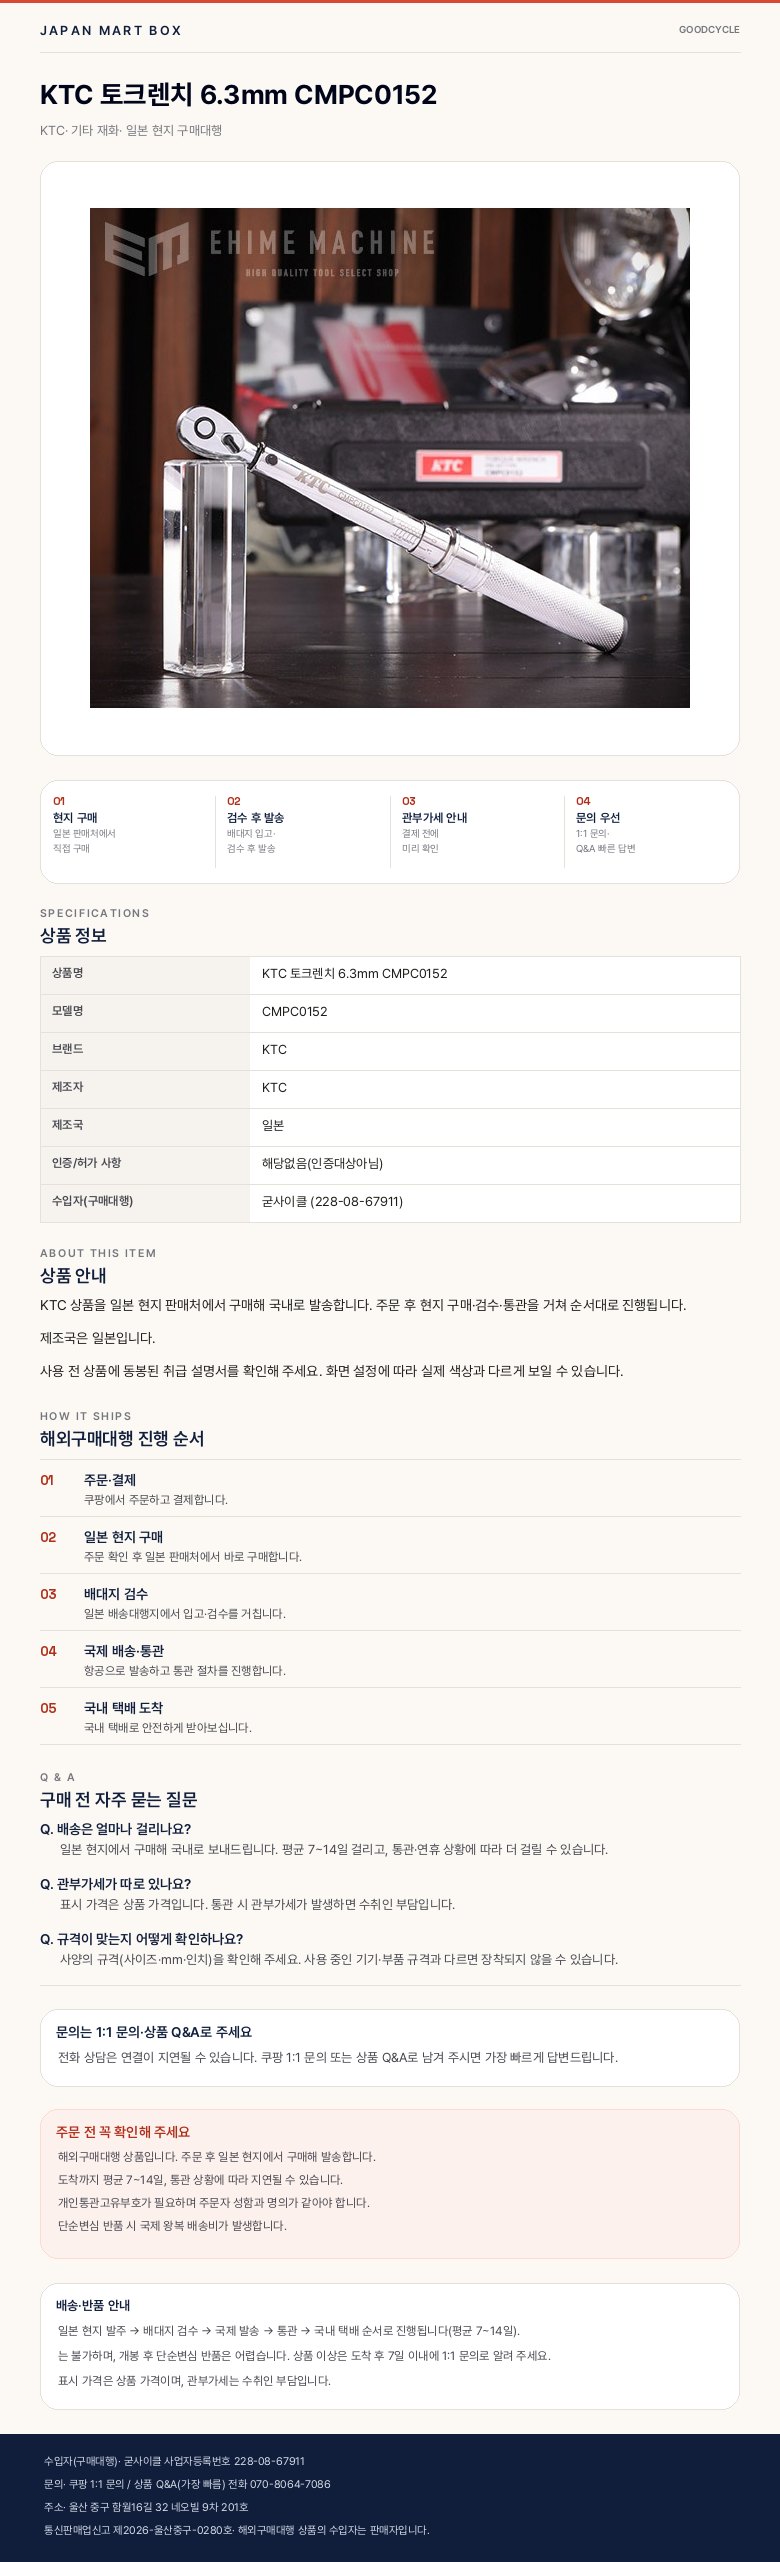 JAPAN MART BOX
GOODCYCLE
KTC 토크렌치 6.3mm CMPC0152
KTC· 기타 재화· 일본 현지 구매대행
EHIME MACHINE
HIGH QUALITY TOOL SELECT SHOP
KTC
KTC
CMPC0152
01
현지 구매
일본 판매처에서
직접 구매
02
검수 후 발송
배대지 입고·
검수 후 발송
03
관부가세 안내
결제 전에
미리 확인
04
문의 우선
1:1 문의·
Q&A 빠른 답변
SPECIFICATIONS
상품 정보
상품명 KTC 토크렌치 6.3mm CMPC0152
모델명 CMPC0152
브랜드 KTC
제조자 KTC
제조국 일본
인증/허가 사항 해당없음(인증대상아님)
수입자(구매대행) 굳사이클 (228-08-67911)
ABOUT THIS ITEM
상품 안내
KTC 상품을 일본 현지 판매처에서 구매해 국내로 발송합니다. 주문 후 현지 구매·검수·통관을 거쳐 순서대로 진행됩니다.
제조국은 일본입니다.
사용 전 상품에 동봉된 취급 설명서를 확인해 주세요. 화면 설정에 따라 실제 색상과 다르게 보일 수 있습니다.
HOW IT SHIPS
해외구매대행 진행 순서
01 주문·결제
쿠팡에서 주문하고 결제합니다.
02 일본 현지 구매
주문 확인 후 일본 판매처에서 바로 구매합니다.
03 배대지 검수
일본 배송대행지에서 입고·검수를 거칩니다.
04 국제 배송·통관
항공으로 발송하고 통관 절차를 진행합니다.
05 국내 택배 도착
국내 택배로 안전하게 받아보십니다.
Q & A
구매 전 자주 묻는 질문
Q. 배송은 얼마나 걸리나요?
일본 현지에서 구매해 국내로 보내드립니다. 평균 7~14일 걸리고, 통관·연휴 상황에 따라 더 걸릴 수 있습니다.
Q. 관부가세가 따로 있나요?
표시 가격은 상품 가격입니다. 통관 시 관부가세가 발생하면 수취인 부담입니다.
Q. 규격이 맞는지 어떻게 확인하나요?
사양의 규격(사이즈·mm·인치)을 확인해 주세요. 사용 중인 기기·부품 규격과 다르면 장착되지 않을 수 있습니다.
문의는 1:1 문의·상품 Q&A로 주세요
전화 상담은 연결이 지연될 수 있습니다. 쿠팡 1:1 문의 또는 상품 Q&A로 남겨 주시면 가장 빠르게 답변드립니다.
주문 전 꼭 확인해 주세요
해외구매대행 상품입니다. 주문 후 일본 현지에서 구매해 발송합니다.
도착까지 평균 7~14일, 통관 상황에 따라 지연될 수 있습니다.
개인통관고유부호가 필요하며 주문자 성함과 명의가 같아야 합니다.
단순변심 반품 시 국제 왕복 배송비가 발생합니다.
배송·반품 안내
일본 현지 발주 → 배대지 검수 → 국제 발송 → 통관 → 국내 택배 순서로 진행됩니다(평균 7~14일).
는 불가하며, 개봉 후 단순변심 반품은 어렵습니다. 상품 이상은 도착 후 7일 이내에 1:1 문의로 알려 주세요.
표시 가격은 상품 가격이며, 관부가세는 수취인 부담입니다.
수입자(구매대행)· 굳사이클 사업자등록번호 228-08-67911
문의· 쿠팡 1:1 문의 / 상품 Q&A(가장 빠름) 전화 070-8064-7086
주소· 울산 중구 함월16길 32 네오빌 9차 201호
통신판매업신고 제2026-울산중구-0280호· 해외구매대행 상품의 수입자는 판매자입니다.